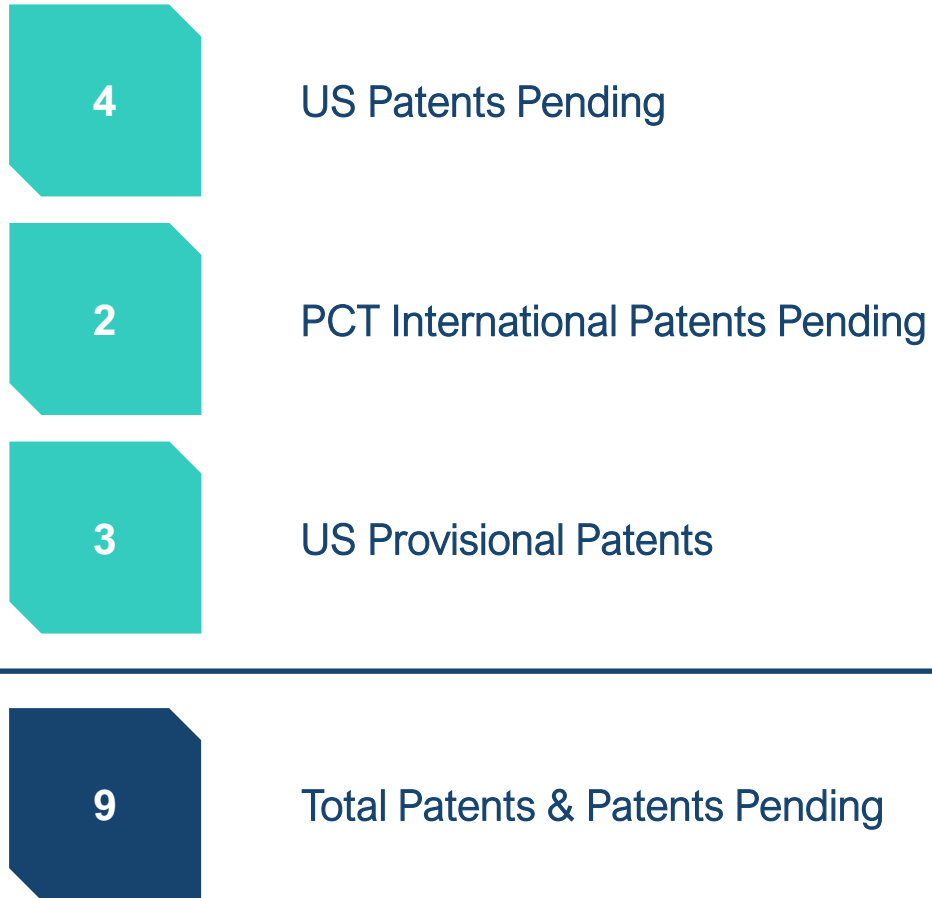 4
US Patents Pending
2
PCT International Patents Pending
3
US Provisional Patents
9
Total Patents & Patents Pending